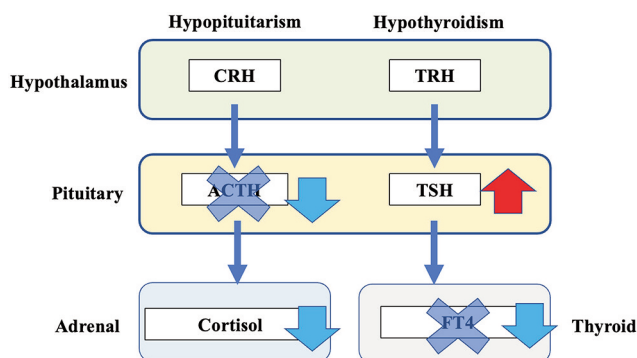 Hypopituitarism Hypothyroidism
Hypothalamus CRH TRH
Pituitary ACTH TSH
Adrenal Cortisol FT4 Thyroid